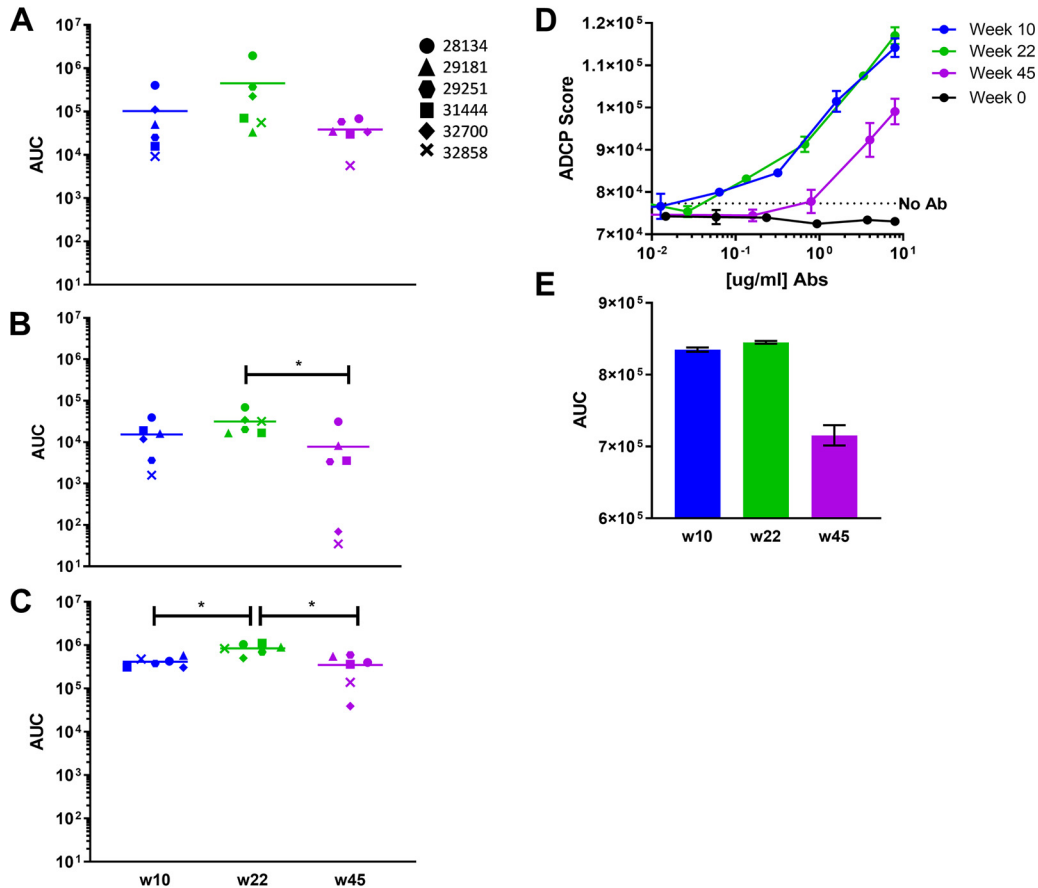 A
10⁷
10⁶
10⁵
10⁴
10³
10²
10¹
AUC
28134
29181
29251
31444
32700
32858
B
10⁷
10⁶
10⁵
10⁴
10³
10²
10¹
AUC
*
C
10⁷
10⁶
10⁵
10⁴
10³
10²
10¹
AUC
* *
w10 w22 w45
D
1.2×10⁵
1.1×10⁵
1×10⁵
9×10⁴
8×10⁴
7×10⁴
ADCP Score
Week 10
Week 22
Week 45
Week 0
No Ab
10⁻² 10⁻¹ 10⁰ 10¹
[ug/ml] Abs
E
9×10⁵
8×10⁵
7×10⁵
6×10⁵
AUC
w10 w22 w45